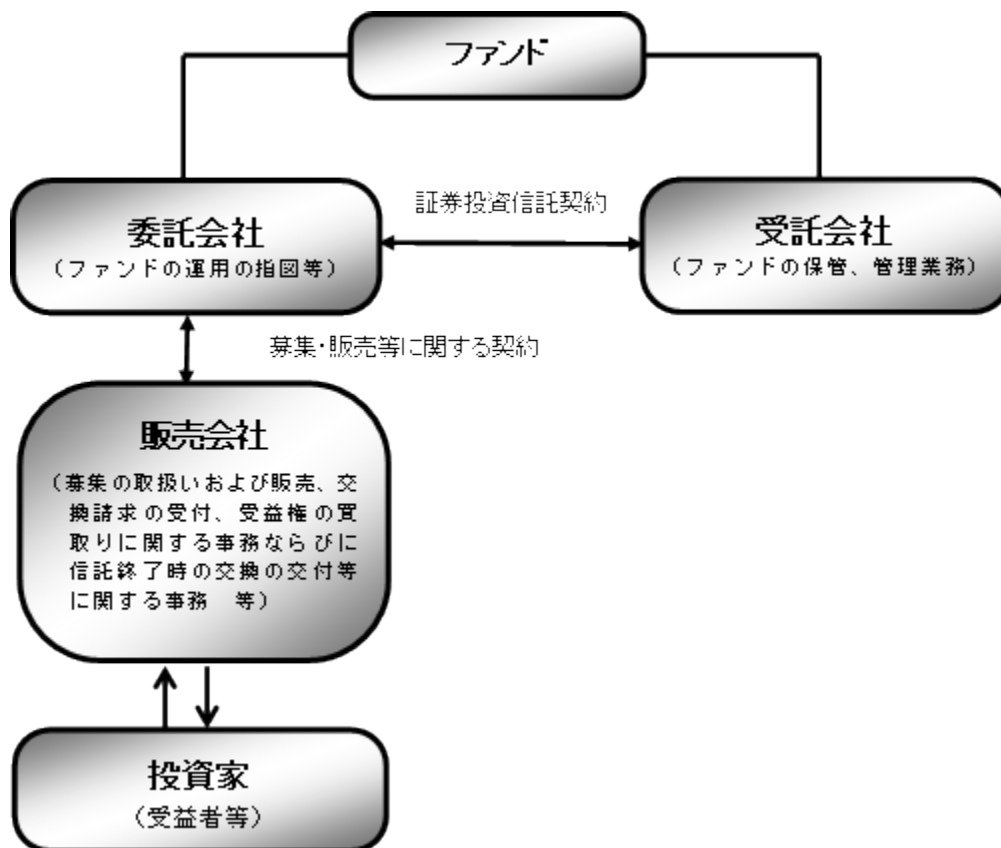 ファンド
証券投資信託契約
委託会社
(ファンドの運用の指図等)
受託会社
(ファンドの保管、管理業務)
募集・販売等に関する契約
販売会社
(募集の取扱いおよび販売、交
換請求の受付、受益権の買
取りに関する事務ならびに
信託終了時の交換の交付等
に関する事務　等)
投資家
(受益者等)